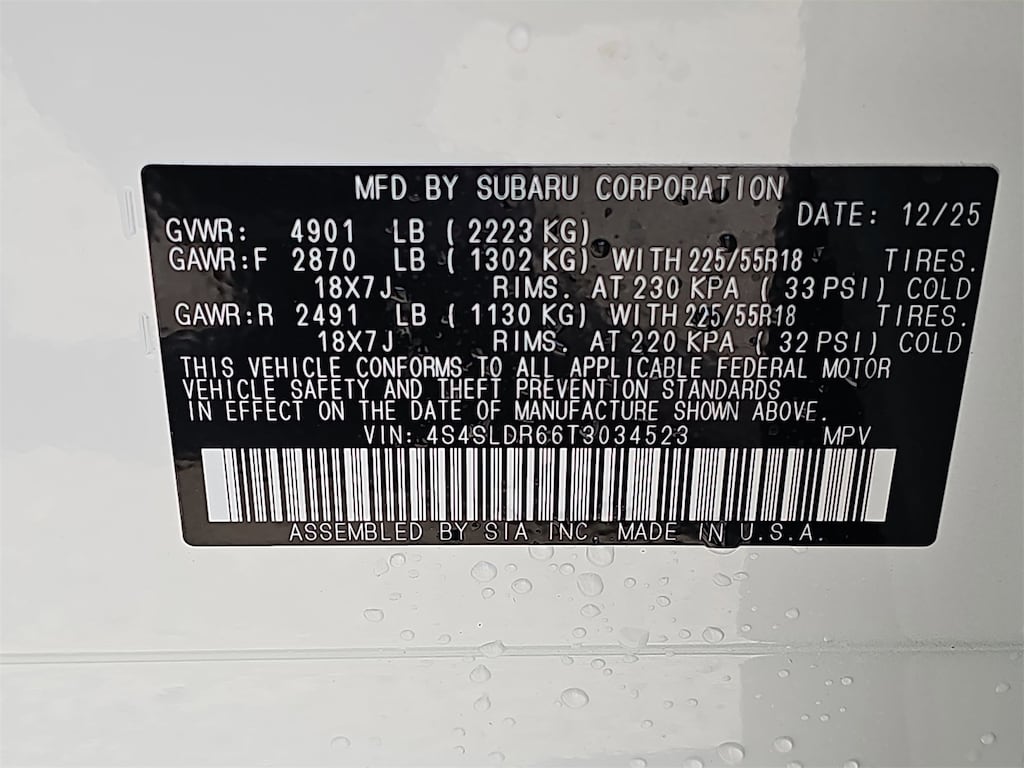 MFD BY SUBARU CORPORATION
DATE: 12/25
GVWR: 4901 LB ( 2223 KG)
GAWR:F 2870 LB ( 1302 KG) WITH 225/55R18 TIRES.
18X7J RIMS. AT 230 KPA ( 33 PSI) COLD
GAWR:R 2491 LB ( 1130 KG) WITH 225/55R18 TIRES.
18X7J RIMS. AT 220 KPA ( 32 PSI) COLD
THIS VEHICLE CONFORMS TO ALL APPLICABLE FEDERAL MOTOR
VEHICLE SAFETY AND THEFT PREVENTION STANDARDS
IN EFFECT ON THE DATE OF MANUFACTURE SHOWN ABOVE.
VIN: 4S4SLDR66T3034523 MPV
ASSEMBLED BY SIA INC. MADE IN U.S.A.